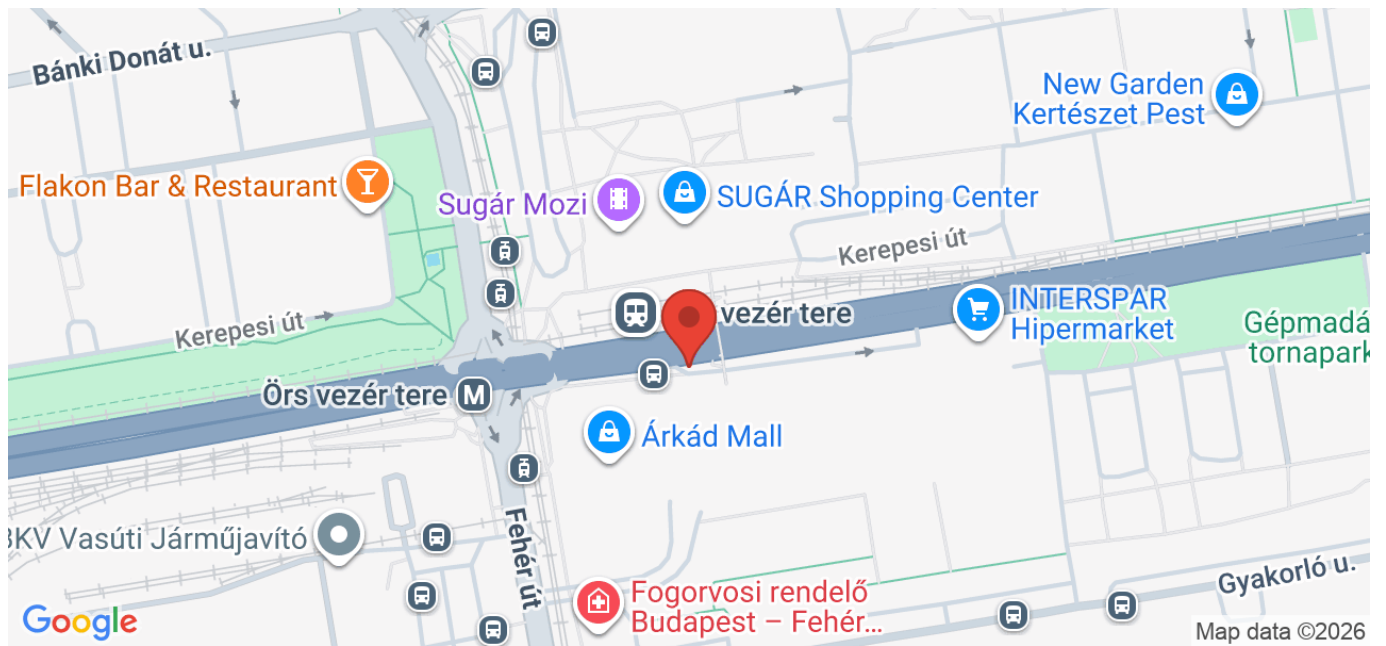 Bánki Donát u.
New Garden
Kertészet Pest
Flakon Bar & Restaurant
Sugár Mozi
SUGÁR Shopping Center
Kerepesi út
INTERSPAR
Hipermarket
vezér tere
Kerepesi út
Gépmadá
tornapark
Örs vezér tere M
Árkád Mall
BKV Vasúti Járműjavító
Fehér út
Gyakorló u.
Fogorvosi rendelő
Budapest – Fehér...
Google
Map data ©2026